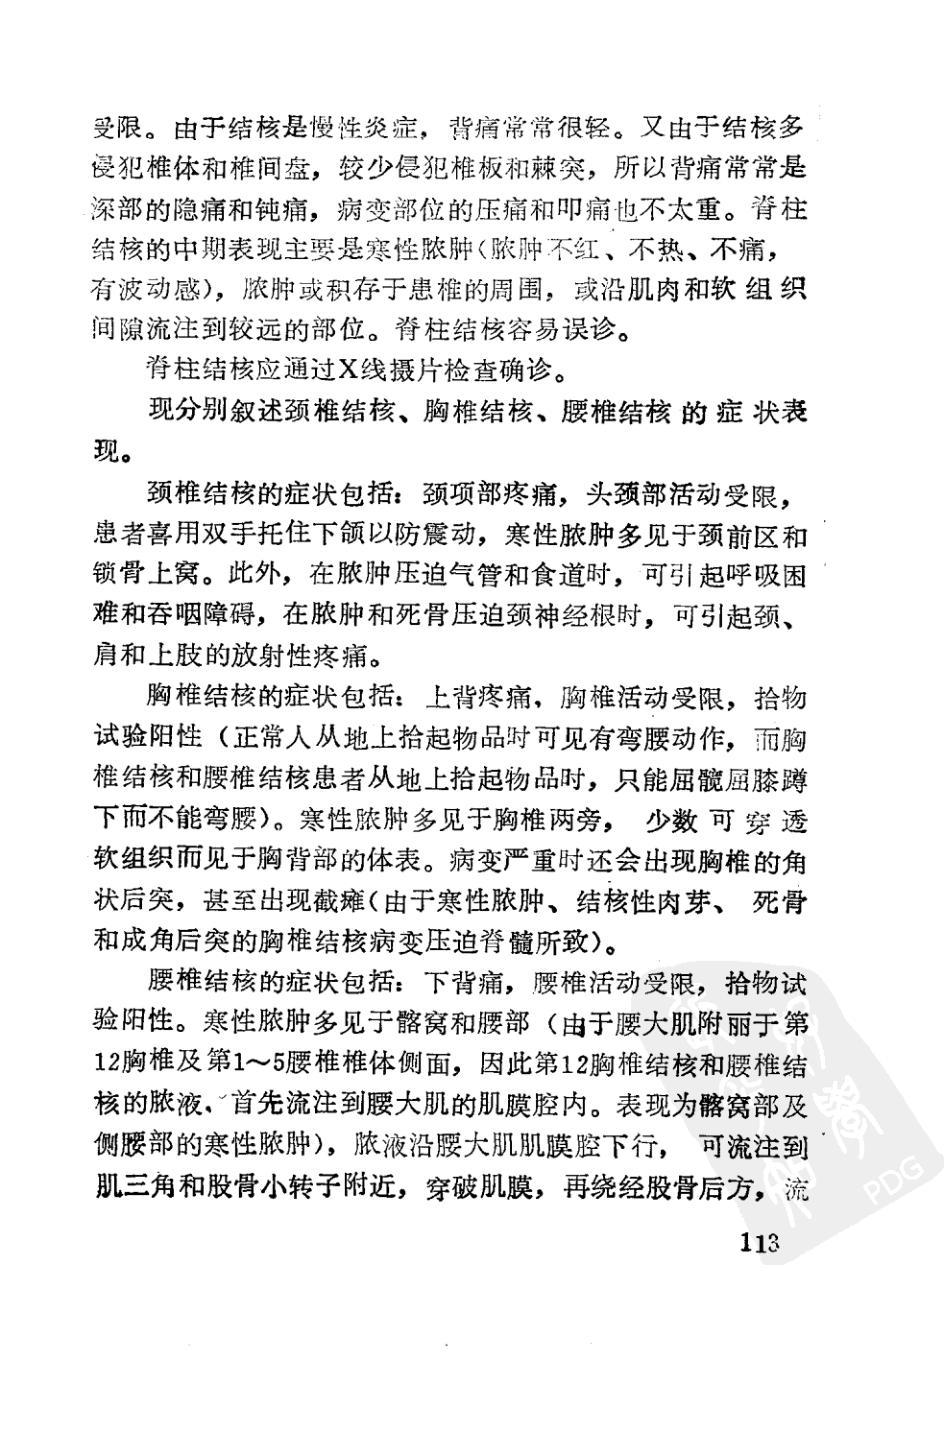 受限。由于结核是慢性炎症，背痛常常很轻。又由于结核多
侵犯椎体和椎间盘，较少侵犯椎板和棘突，所以背痛常常是
深部的隐痛和钝痛，病变部位的压痛和叩痛也不太重。脊柱
结核的中期表现主要是寒性脓肿(脓肿不红、不热、不痛，
有波动感)，脓肿或积存于患椎的周围，或沿肌肉和软组织
间隙流注到较远的部位。脊柱结核容易误诊。
脊柱结核应通过X线摄片检查确诊。
现分别叙述颈椎结核、胸椎结核、腰椎结核的症状表
现。
颈椎结核的症状包括：颈项部疼痛，头颈部活动受限，
患者喜用双手托住下颌以防震动，寒性脓肿多见于颈前区和
锁骨上窝。此外，在脓肿压迫气管和食道时，可引起呼吸困
难和吞咽障碍，在脓肿和死骨压迫颈神经根时，可引起颈、
肩和上肢的放射性疼痛。
胸椎结核的症状包括：上背疼痛，胸椎活动受限，拾物
试验阳性（正常人从地上拾起物品时可见有弯腰动作，而胸
椎结核和腰椎结核患者从地上拾起物品时，只能屈髋屈膝蹲
下而不能弯腰)。寒性脓肿多见于胸椎两旁，少数可穿透
软组织而见于胸背部的体表。病变严重时还会出现胸椎的角
状后突，甚至出现截瘫(由于寒性脓肿、结核性肉芽、死骨
和成角后突的胸椎结核病变压迫脊髓所致)。
腰椎结核的症状包括：下背痛，腰椎活动受限，拾物试
验阳性。寒性脓肿多见于髂窝和腰部（由于腰大肌附丽于第
12胸椎及第1～5腰椎椎体侧面，因此第12胸椎结核和腰椎结
核的脓液、首先流注到腰大肌的肌膜腔内。表现为髂窝部及
侧腰部的寒性脓肿)，脓液沿腰大肌肌膜腔下行，可流注到
肌三角和股骨小转子附近，穿破肌膜，再绕经股骨后方，流
113
PDG